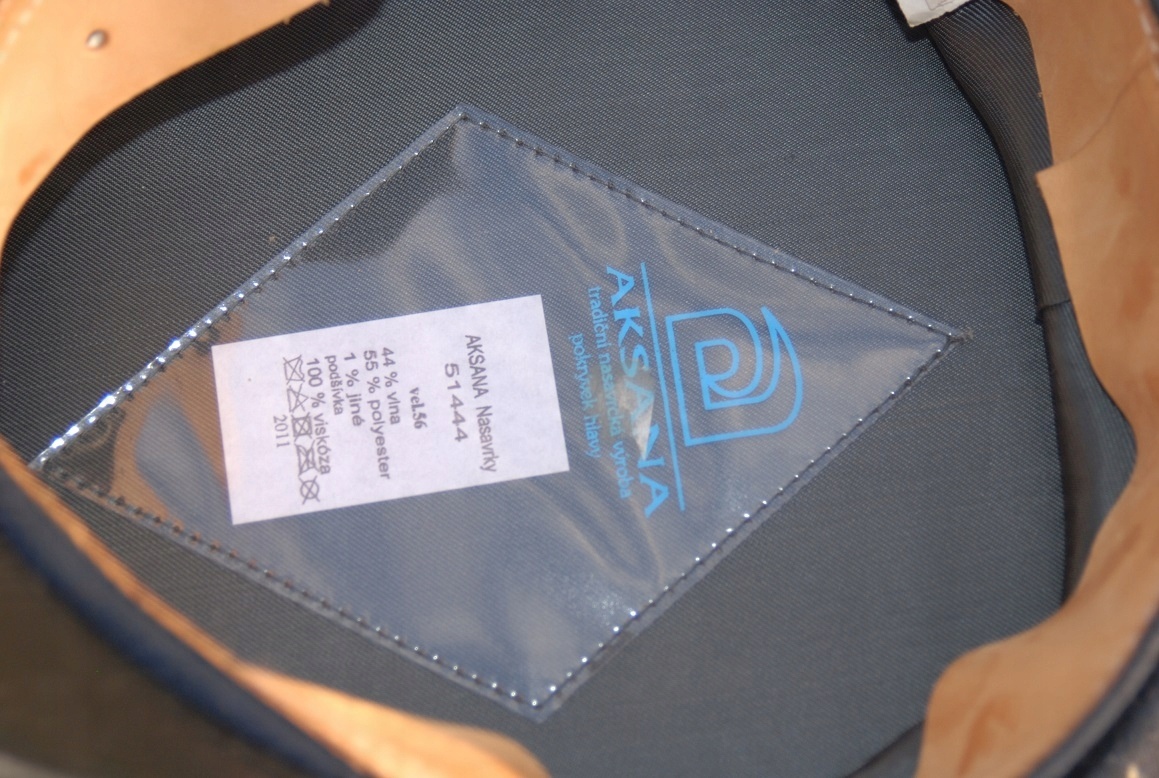 AKSANA
tradiční nasavrcká výroba
pokrývek hlavy
AKSANA Nasavrky
51444
vel.56
44 % vlna
55 % polyester
1 % jiné
podšívka
100 % viskóza
2011